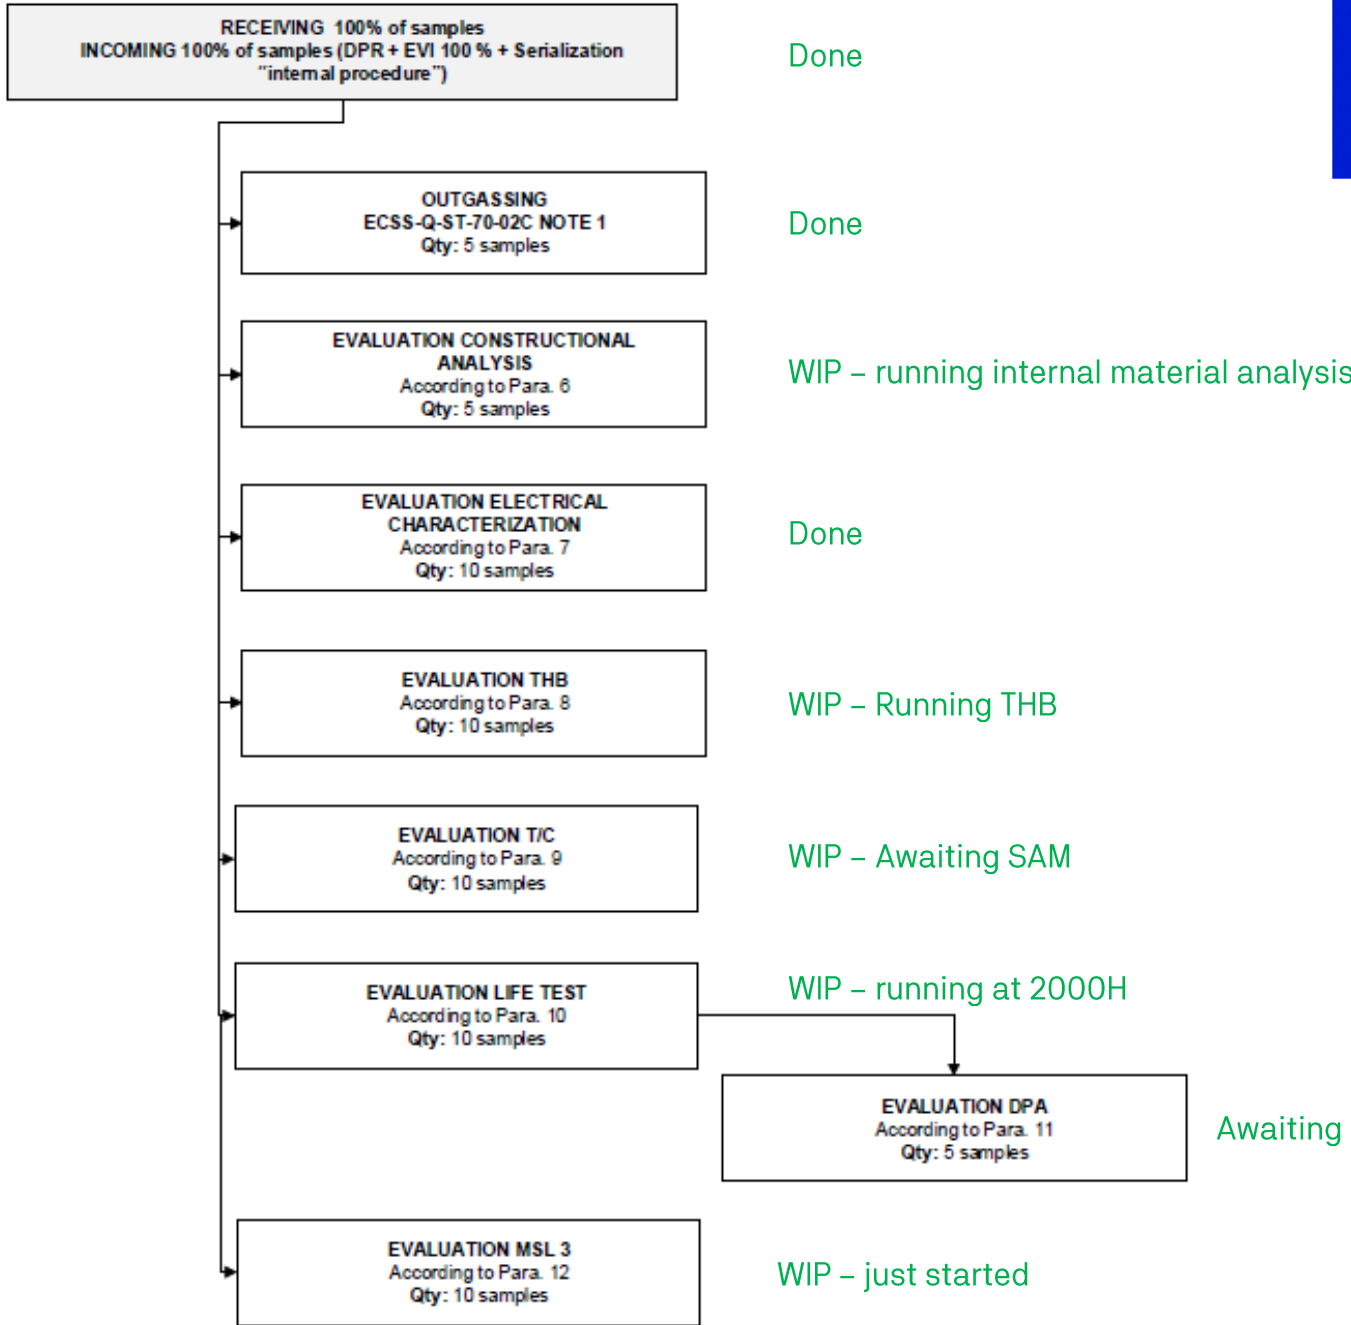 RECEIVING 100% of samples
INCOMING 100% of samples (DPR + EVI 100 % + Serialization
"internal procedure")
Done
OUTGASSING
ECSS-Q-ST-70-02C NOTE 1
Qty: 5 samples
Done
EVALUATION CONSTRUCTIONAL
ANALYSIS
According to Para. 6
Qty: 5 samples
WIP – running internal material analysis
EVALUATION ELECTRICAL
CHARACTERIZATION
According to Para. 7
Qty: 10 samples
Done
EVALUATION THB
According to Para. 8
Qty: 10 samples
WIP – Running THB
EVALUATION T/C
According to Para. 9
Qty: 10 samples
WIP – Awaiting SAM
EVALUATION LIFE TEST
According to Para. 10
Qty: 10 samples
WIP – running at 2000H
EVALUATION DPA
According to Para. 11
Qty: 5 samples
Awaiting
EVALUATION MSL 3
According to Para. 12
Qty: 10 samples
WIP – just started